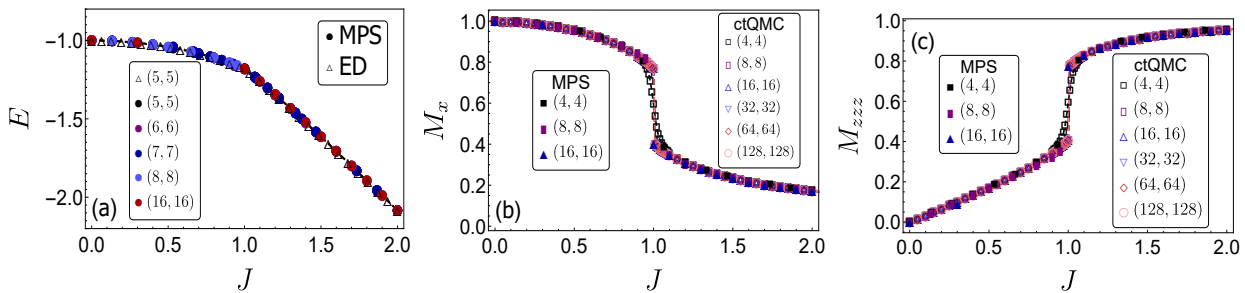 -1.0
-1.5
-2.0
E
MPS
ED
(5, 5)
(5, 5)
(6, 6)
(7, 7)
(8, 8)
(16, 16)
(a)
0.0 0.5 1.0 1.5 2.0
J
1.0
0.8
0.6
0.4
0.2
0.0
M_x
MPS
(4, 4)
(8, 8)
(16, 16)
ctQMC
(4, 4)
(8, 8)
(16, 16)
(32, 32)
(64, 64)
(128, 128)
(b)
0.0 0.5 1.0 1.5 2.0
J
1.0
0.8
0.6
0.4
0.2
0.0
M_{zzz}
(c)
MPS
(4, 4)
(8, 8)
(16, 16)
ctQMC
(4, 4)
(8, 8)
(16, 16)
(32, 32)
(64, 64)
(128, 128)
0.0 0.5 1.0 1.5 2.0
J